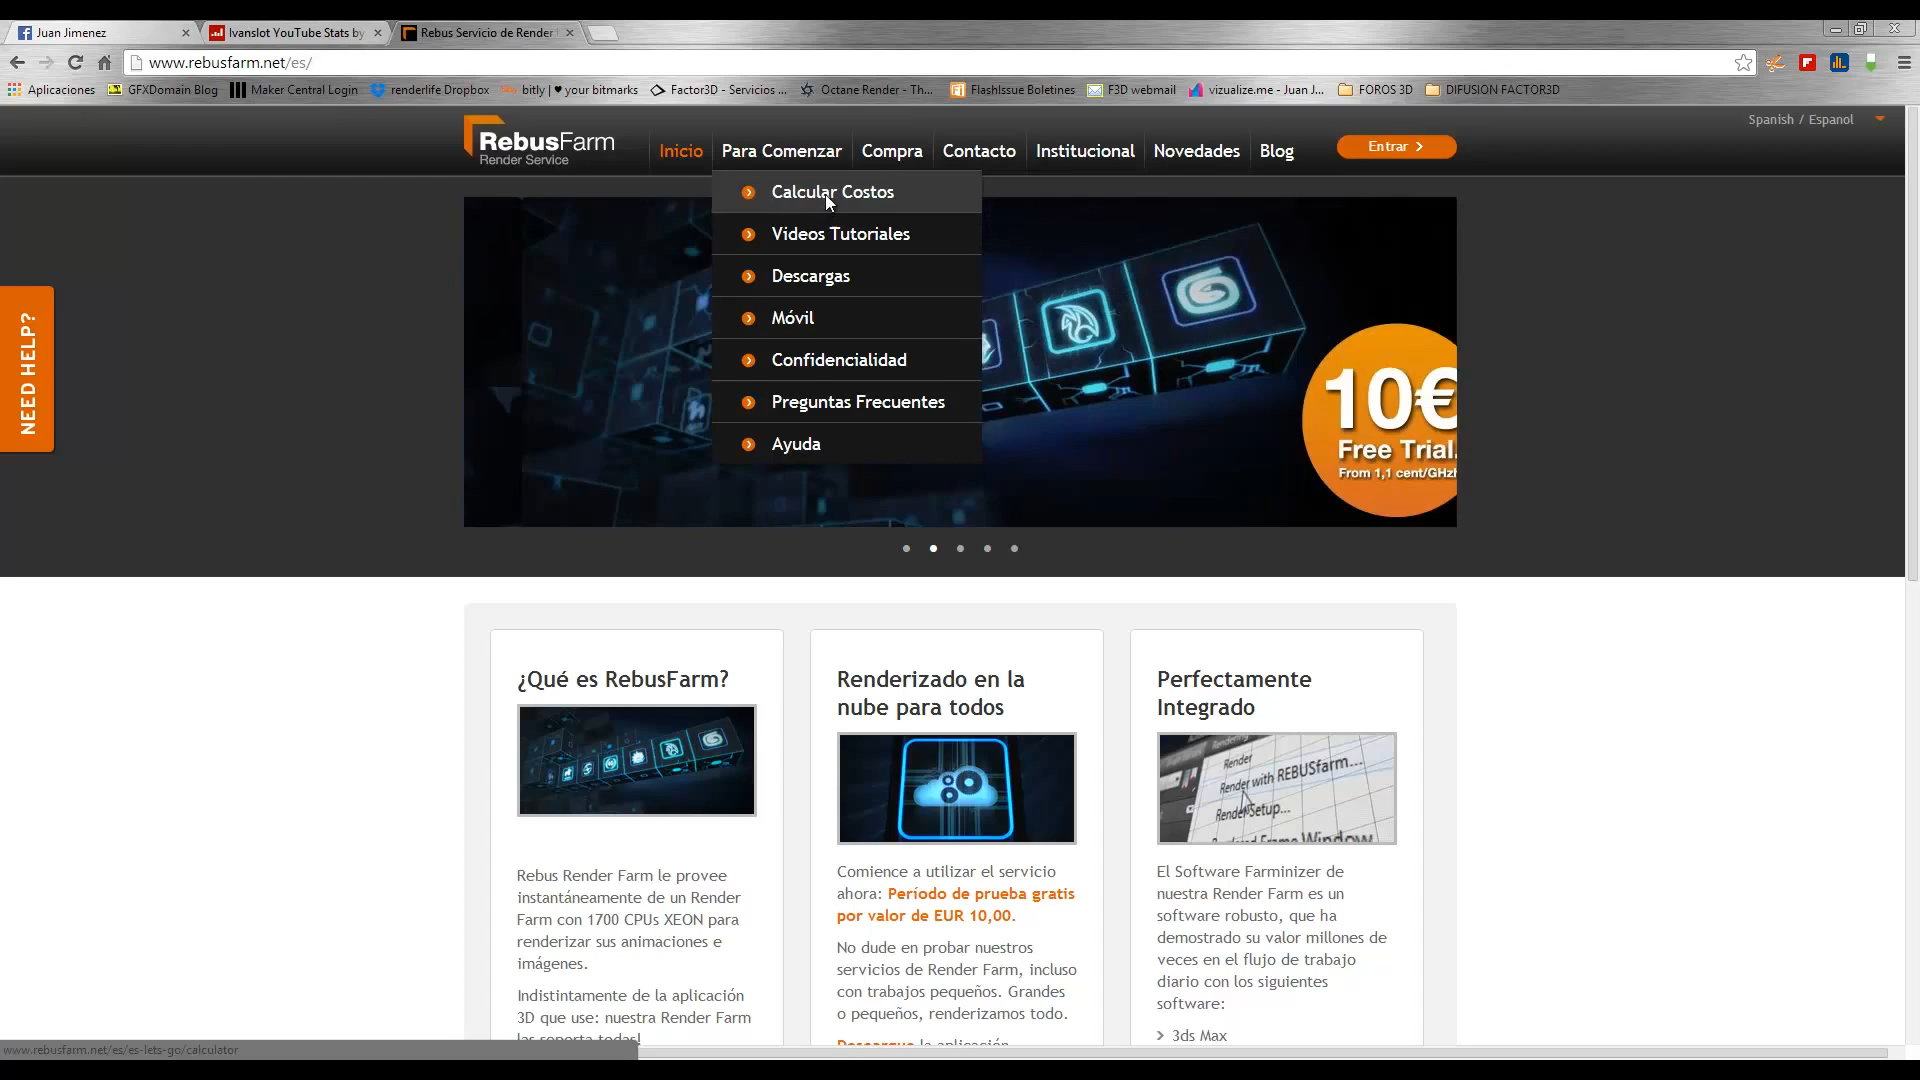 Juan Jimenez
Ivanslot YouTube Stats by
Rebus Servicio de Render
www.rebusfarm.net/es/
Aplicaciones
GFXDomain Blog
Maker Central Login
renderlife Dropbox
bitly | ♥ your bitmarks
Factor3D - Servicios ...
Octane Render - Th...
FlashIssue Boletines
F3D webmail
vizualize.me - Juan J...
FOROS 3D
DIFUSION FACTOR3D
Spanish / Espanol
RebusFarm
Render Service
Inicio
Para Comenzar
Compra
Contacto
Institucional
Novedades
Blog
Entrar
Calcular Costos
Videos Tutoriales
Descargas
Móvil
Confidencialidad
Preguntas Frecuentes
Ayuda
NEED HELP?
10€
Free Trial.
From 1,1 cent/GHz
¿Qué es RebusFarm?
Rebus Render Farm le provee
instantáneamente de un Render
Farm con 1700 CPUs XEON para
renderizar sus animaciones e
imágenes.
Indistintamente de la aplicación
3D que use: nuestra Render Farm
las soporta todas!
Renderizado en la
nube para todos
Comience a utilizar el servicio
ahora: Período de prueba gratis
por valor de EUR 10,00.
No dude en probar nuestros
servicios de Render Farm, incluso
con trabajos pequeños. Grandes
o pequeños, renderizamos todo.
Descargue la aplicación
Perfectamente
Integrado
Render
Render with REBUSfarm...
Render Setup...
Rendered Frame Window
El Software Farminizer de
nuestra Render Farm es un
software robusto, que ha
demostrado su valor millones de
veces en el flujo de trabajo
diario con los siguientes
software:
3ds Max
www.rebusfarm.net/es/es-lets-go/calculator